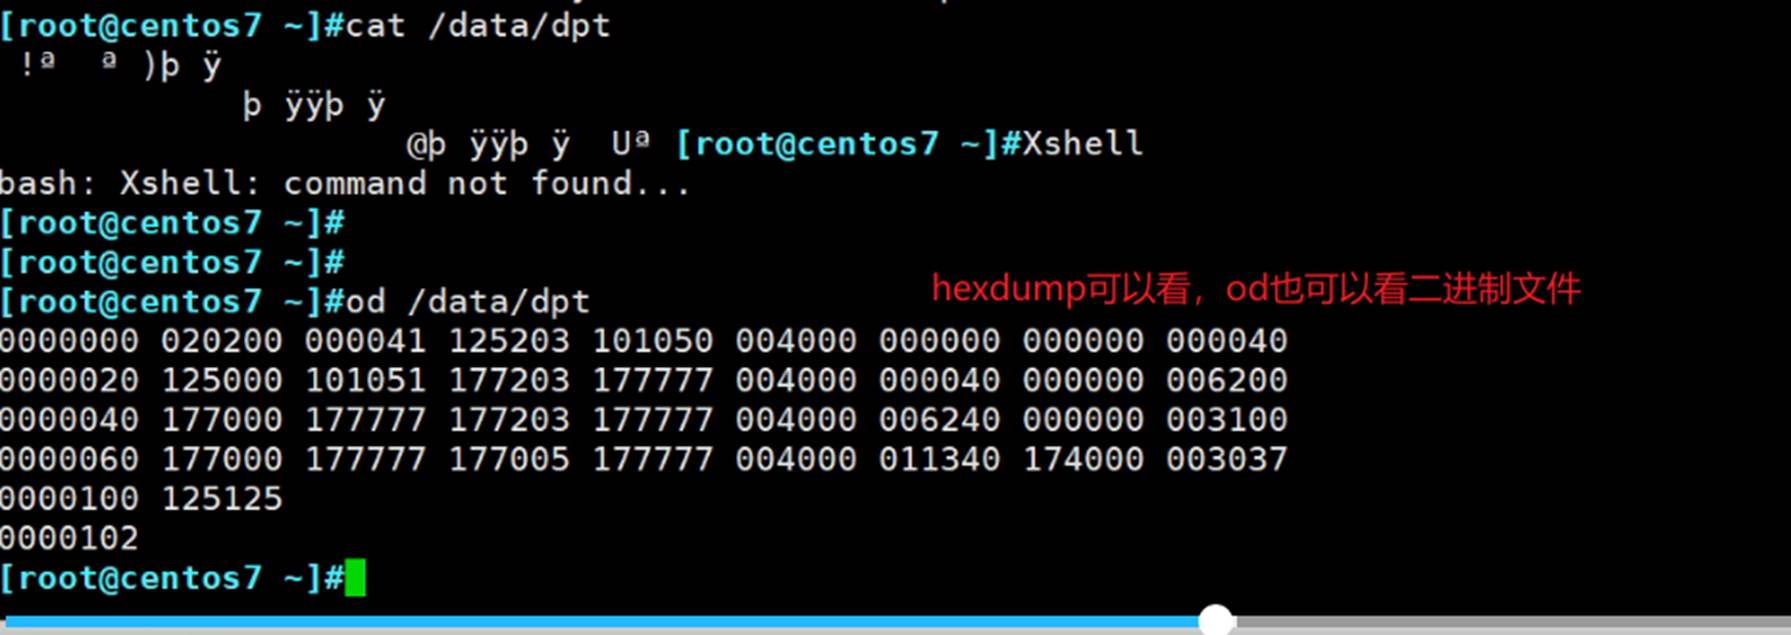 [root@centos7 ~]#cat /data/dpt
!ª ª )þ ÿ
þ ÿÿþ ÿ
@þ ÿÿþ ÿ Uª [root@centos7 ~]#Xshell
bash: Xshell: command not found...
[root@centos7 ~]#
[root@centos7 ~]#
[root@centos7 ~]#od /data/dpt
hexdump可以看，od也可以看二进制文件
0000000 020200 000041 125203 101050 004000 000000 000000 000040
0000020 125000 101051 177203 177777 004000 000040 000000 006200
0000040 177000 177777 177203 177777 004000 006240 000000 003100
0000060 177000 177777 177005 177777 004000 011340 174000 003037
0000100 125125
0000102
[root@centos7 ~]#